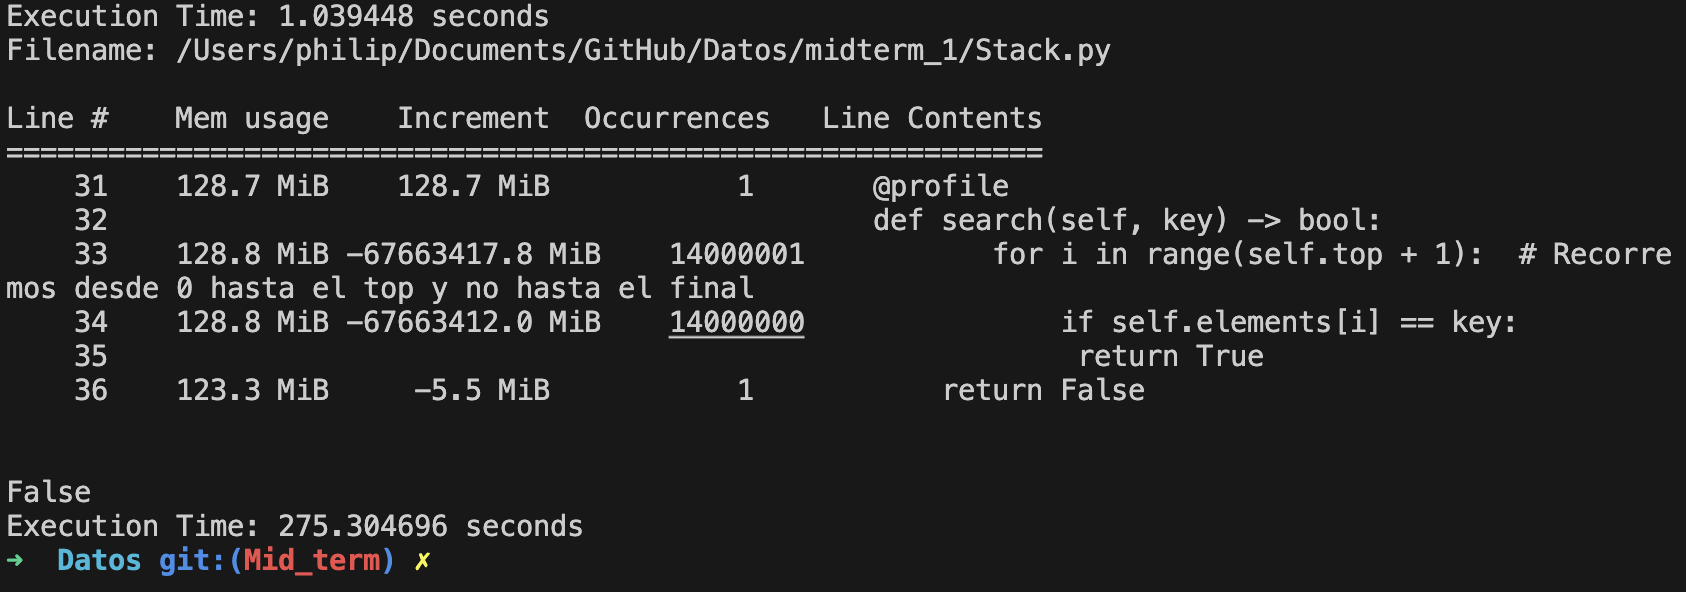 Execution Time: 1.039448 seconds
Filename: /Users/philip/Documents/GitHub/Datos/midterm_1/Stack.py
Line #    Mem usage    Increment  Occurrences   Line Contents
=============================================================
    31    128.7 MiB    128.7 MiB           1       @profile
    32                                             def search(self, key) -> bool:
    33    128.8 MiB -67663417.8 MiB    14000001           for i in range(self.top + 1):  # Recorre
mos desde 0 hasta el top y no hasta el final
    34    128.8 MiB -67663412.0 MiB    14000000               if self.elements[i] == key:
    35                                                         return True
    36    123.3 MiB     -5.5 MiB           1           return False
False
Execution Time: 275.304696 seconds
➜  Datos git:(Mid_term) ✗